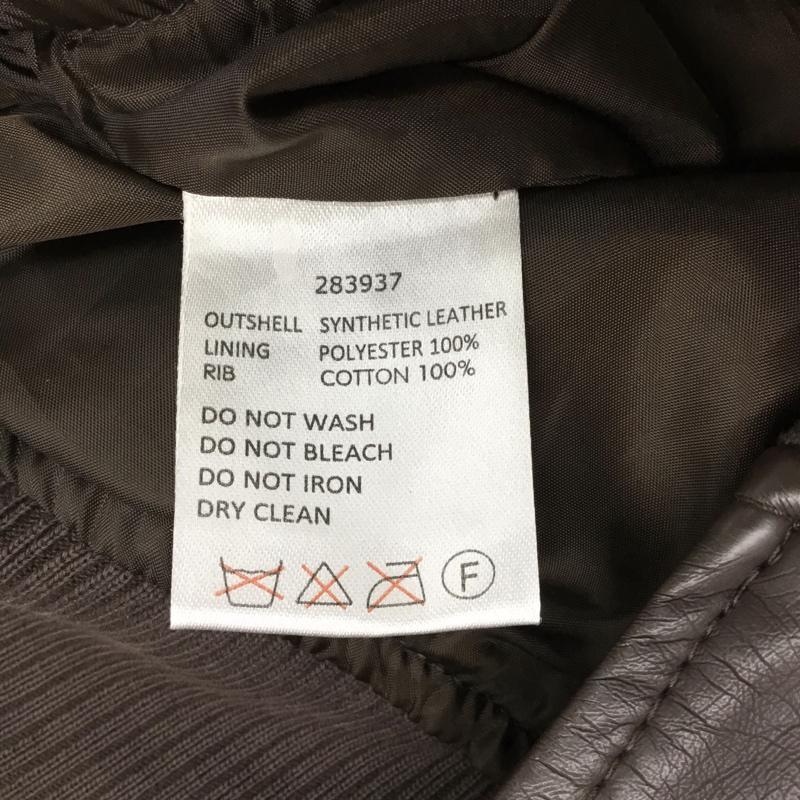 283937
OUTSHELL SYNTHETIC LEATHER
LINING POLYESTER 100%
RIB COTTON 100%
DO NOT WASH
DO NOT BLEACH
DO NOT IRON
DRY CLEAN
F